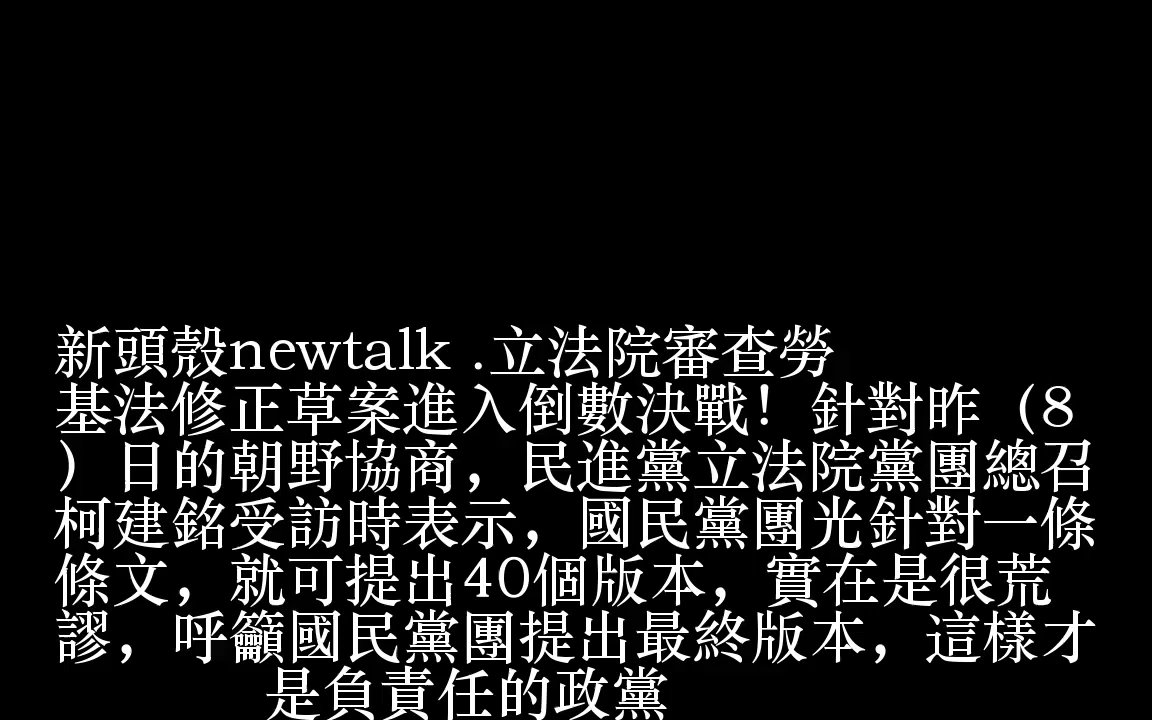 新頭殼newtalk .立法院審查勞
基法修正草案進入倒數決戰！針對昨（8
）日的朝野協商，民進黨立法院黨團總召
柯建銘受訪時表示，國民黨團光針對一條
條文，就可提出40個版本，實在是很荒
謬，呼籲國民黨團提出最終版本，這樣才
是負責任的政黨